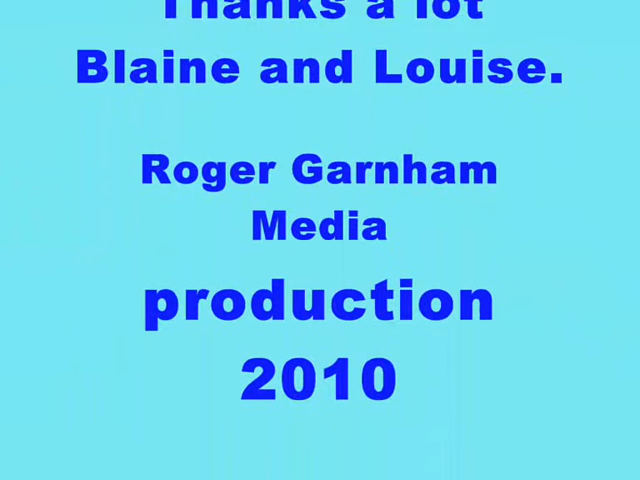 Thanks a lot
Blaine and Louise.
Roger Garnham
Media
production
2010